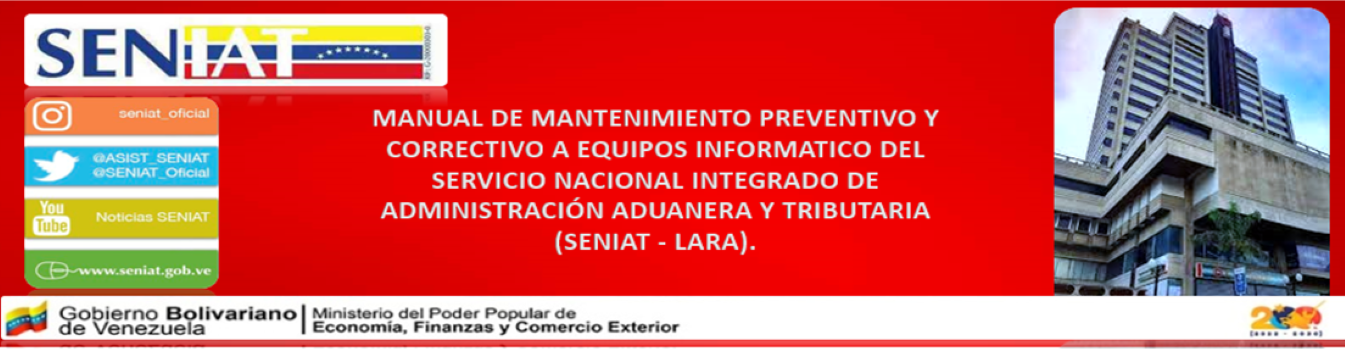 SENIAT
seniat_oficial
@ASIST_SENIAT
@SENIAT_Oficial
You
Tube
Noticias SENIAT
www.seniat.gob.ve
MANUAL DE MANTENIMIENTO PREVENTIVO Y
CORRECTIVO A EQUIPOS INFORMATICO DEL
SERVICIO NACIONAL INTEGRADO DE
ADMINISTRACIÓN ADUANERA Y TRIBUTARIA
(SENIAT - LARA).
Gobierno Bolivariano
de Venezuela
Ministerio del Poder Popular de
Economía, Finanzas y Comercio Exterior